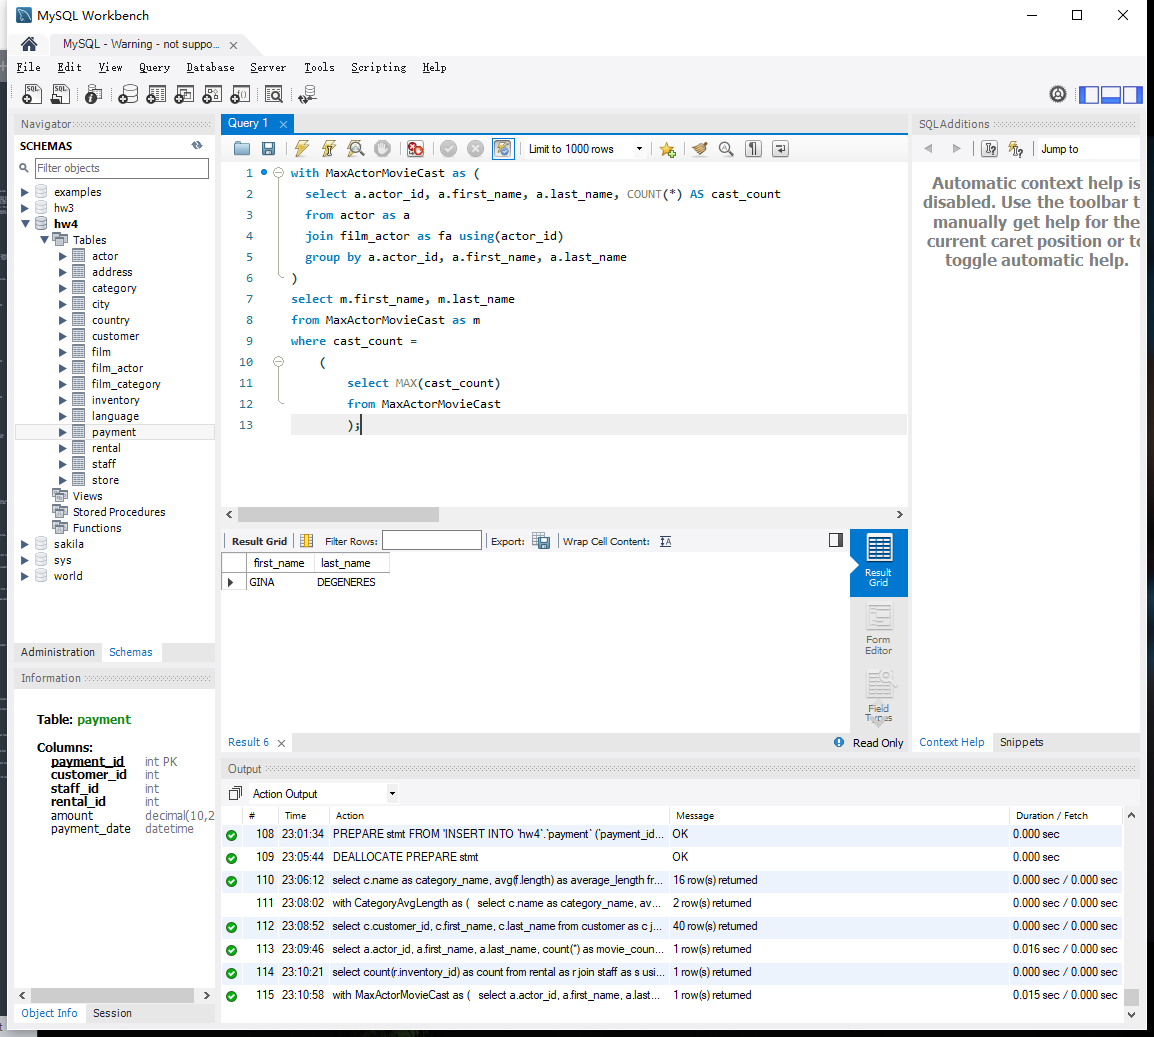 MySQL Workbench
MySQL - Warning - not suppo...
File Edit View Query Database Server Tools Scripting Help
Navigator
SCHEMAS
Filter objects
examples
hw3
hw4
Tables
actor
address
category
city
country
customer
film
film_actor
film_category
inventory
language
payment
rental
staff
store
Views
Stored Procedures
Functions
sakila
sys
world
Administration Schemas
Information
Table: payment
Columns:
payment_id int PK
customer_id int
staff_id int
rental_id int
amount decimal(10,2
payment_date datetime
Object Info Session
Query 1
Limit to 1000 rows
1 with MaxActorMovieCast as (
2 select a.actor_id, a.first_name, a.last_name, COUNT(*) AS cast_count
3 from actor as a
4 join film_actor as fa using(actor_id)
5 group by a.actor_id, a.first_name, a.last_name
6 )
7 select m.first_name, m.last_name
8 from MaxActorMovieCast as m
9 where cast_count =
10 (
11 select MAX(cast_count)
12 from MaxActorMovieCast
13 );
Result Grid Filter Rows: Export: Wrap Cell Content:
first_name last_name
GINA DEGENERES
Result
Grid
Form
Editor
Field
Types
Result 6
Read Only
SQLAdditions
Jump to
Automatic context help is
disabled. Use the toolbar t
manually get help for the
current caret position or to
toggle automatic help.
Context Help Snippets
Output
Action Output
# Time Action Message Duration / Fetch
108 23:01:34 PREPARE stmt FROM 'INSERT INTO `hw4`.`payment` (`payment_id... OK 0.000 sec
109 23:05:44 DEALLOCATE PREPARE stmt OK 0.000 sec
110 23:06:12 select c.name as category_name, avg(f.length) as average_length fr... 16 row(s) returned 0.000 sec / 0.000 sec
111 23:08:02 with CategoryAvgLength as ( select c.name as category_name, av... 2 row(s) returned 0.000 sec / 0.000 sec
112 23:08:52 select c.customer_id, c.first_name, c.last_name from customer as c j... 40 row(s) returned 0.000 sec / 0.000 sec
113 23:09:46 select a.actor_id, a.first_name, a.last_name, count(*) as movie_coun... 1 row(s) returned 0.016 sec / 0.000 sec
114 23:10:21 select count(r.inventory_id) as count from rental as r join staff as s usi... 1 row(s) returned 0.000 sec / 0.000 sec
115 23:10:58 with MaxActorMovieCast as ( select a.actor_id, a.first_name, a.last... 1 row(s) returned 0.015 sec / 0.000 sec